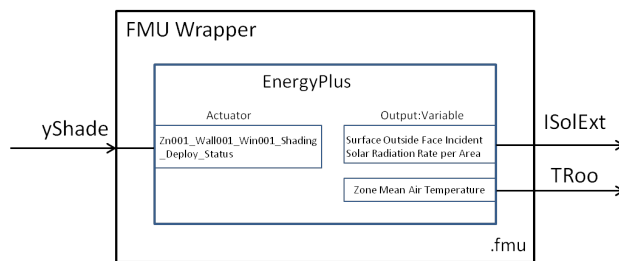 FMU Wrapper
EnergyPlus
Actuator
Output:Variable
yShade
Zn001_Wall001_Win001_Shading
_Deploy_Status
Surface Outside Face Incident
Solar Radiation Rate per Area
ISolExt
Zone Mean Air Temperature
TRoo
.fmu